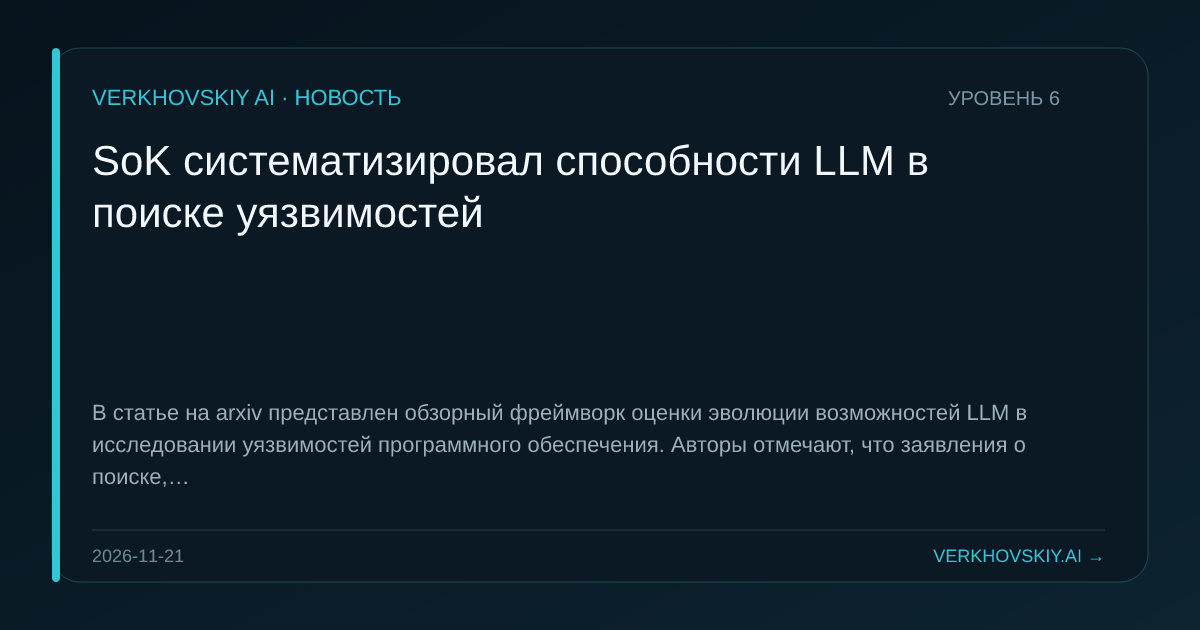 VERKHOVSKIY AI · НОВОСТЬ
УРОВЕНЬ 6
SoK систематизировал способности LLM в
поиске уязвимостей
В статье на arxiv представлен обзорный фреймворк оценки эволюции возможностей LLM в
исследовании уязвимостей программного обеспечения. Авторы отмечают, что заявления о
поиске,…
2026-11-21
VERKHOVSKIY.AI →